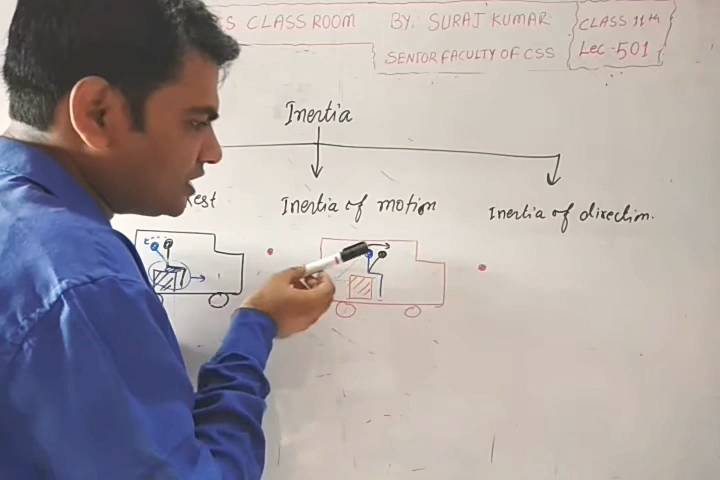 CLASS ROOM BY: SURAJ KUMAR CLASS 11th
SENIOR FACULTY OF CSS LEC-501
Inertia
Rest Inertia of motion Inertia of direction.